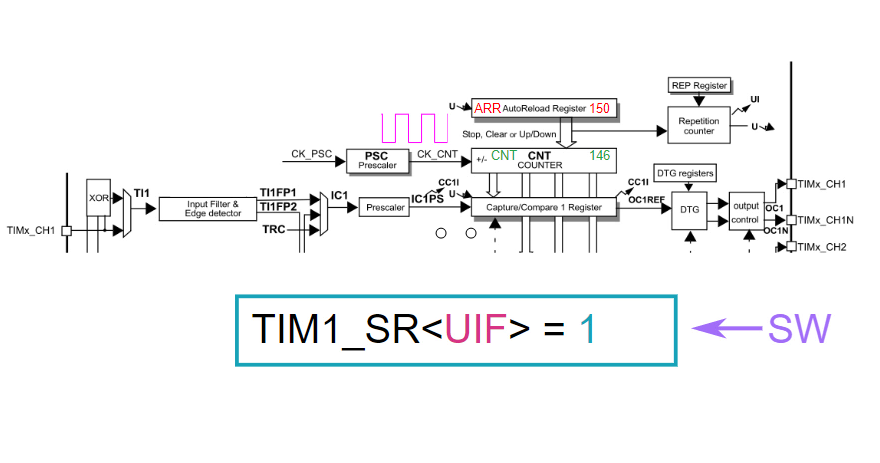 REP Register
U
ARR AutoReload Register 150
UI
Repetition
counter
U
Stop, Clear or Up/Down
CK_PSC
PSC
Prescaler
CK_CNT
+/-
CNT
CNT
COUNTER
146
DTG registers
XOR
TI1
Input Filter &
Edge detector
TI1FP1
TI1FP2
TRC
IC1
Prescaler
CC1I
IC1PS
U
Capture/Compare 1 Register
CC1I
OC1REF
DTG
output
control
OC1
OC1N
TIMx_CH1
TIMx_CH1N
TIMx_CH2
TIMx_CH1
TIM1_SR<UIF> = 1
SW